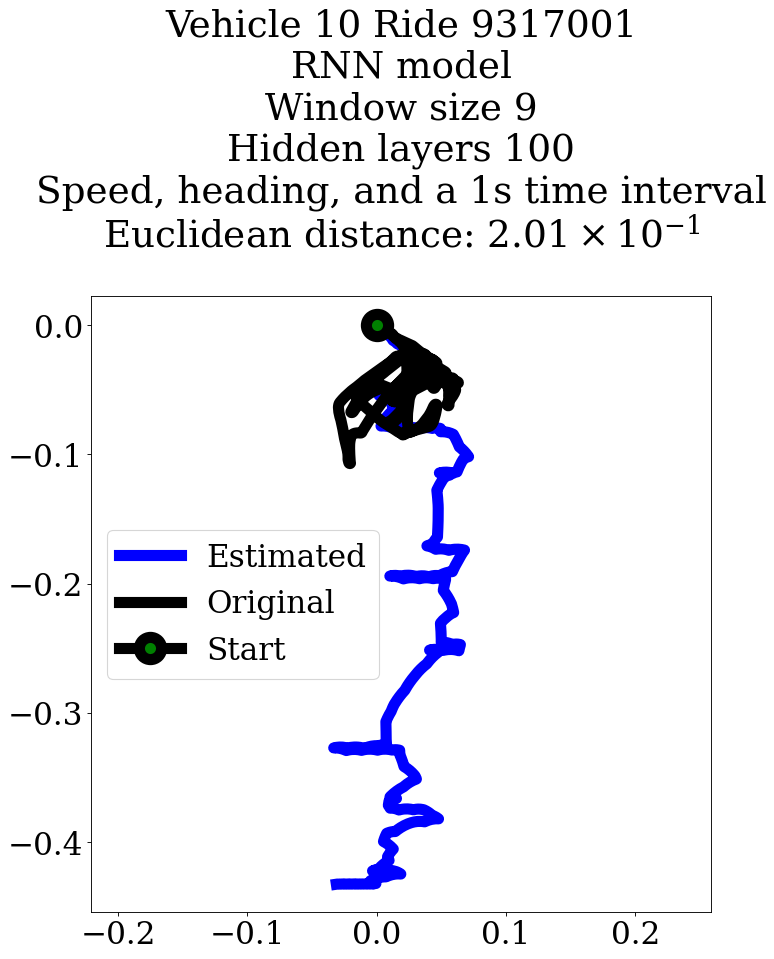 Vehicle 10 Ride 9317001
RNN model
Window size 9
Hidden layers 100
Speed, heading, and a 1s time interval
Euclidean distance: 2.01 × 10⁻¹
0.0
−0.1
−0.2
−0.3
−0.4
Estimated
Original
Start
−0.2 −0.1 0.0 0.1 0.2